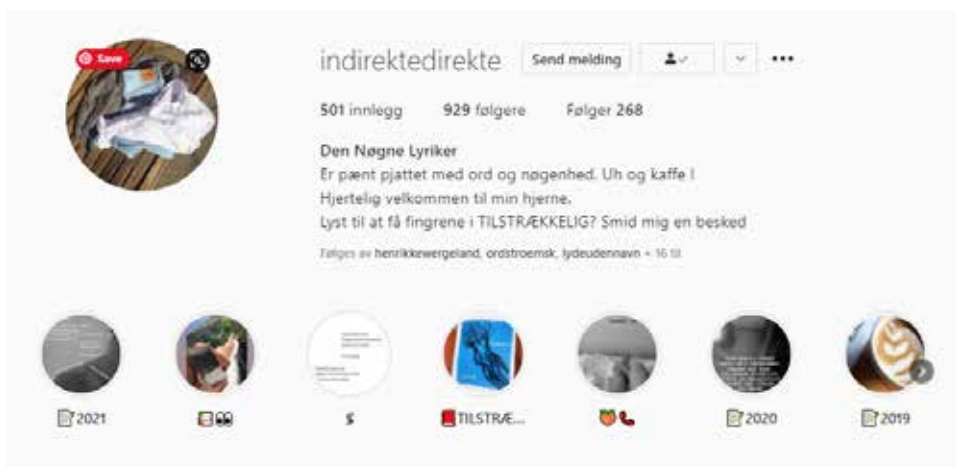 Save
indirektedirekte Send melding
501 innlegg 929 følgere Følger 268
Den Nøgne Lyriker
Er pænt pjattet med ord og nøgenhed. Uh og kaffe !
Hjertelig velkommen til min hjerne.
Lyst til at få fingrene i TILSTRÆKKELIG? Smid mig en besked
Følges av henrikkewergeland, ordstroemsk, lydeudennavn + 16 til
2021
TILSTRÆ...
2020
2019